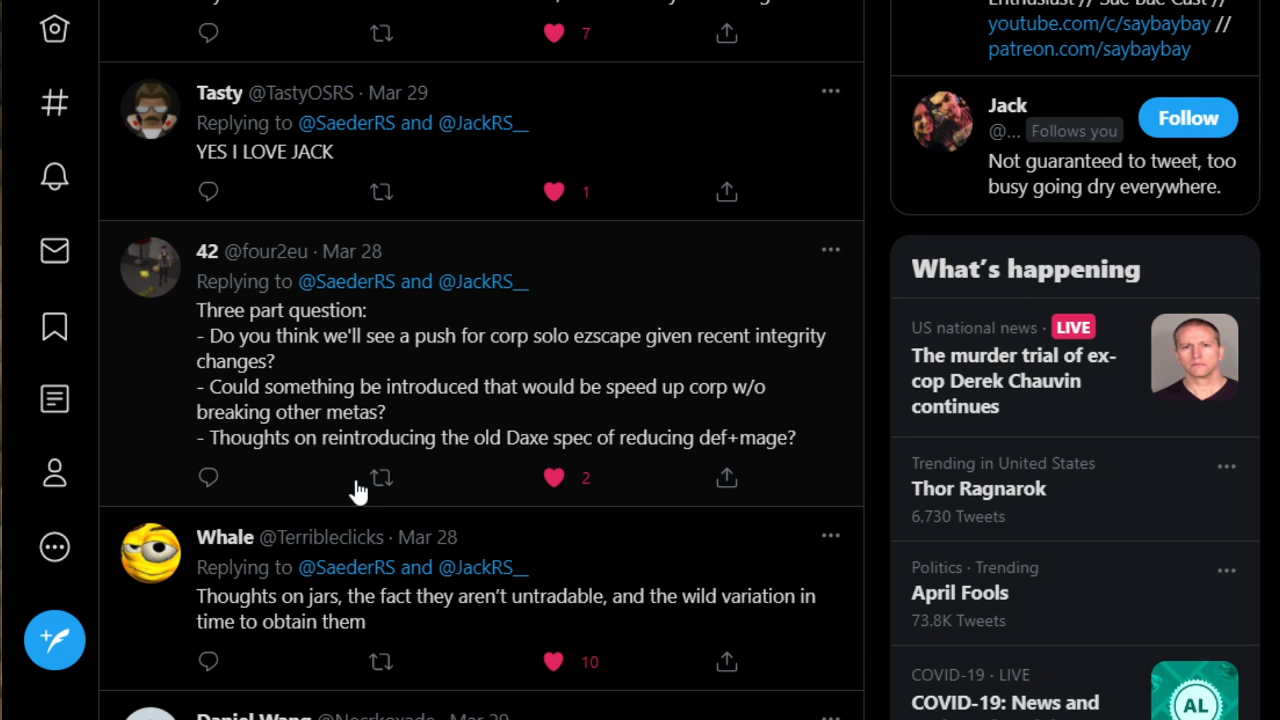 7
Tasty @TastyOSRS · Mar 29
Replying to @SaederRS and @JackRS__
YES I LOVE JACK
1
42 @four2eu · Mar 28
Replying to @SaederRS and @JackRS__
Three part question:
- Do you think we'll see a push for corp solo ezscape given recent integrity
changes?
- Could something be introduced that would be speed up corp w/o
breaking other metas?
- Thoughts on reintroducing the old Daxe spec of reducing def+mage?
2
Whale @Terribleclicks · Mar 28
Replying to @SaederRS and @JackRS__
Thoughts on jars, the fact they aren't untradable, and the wild variation in
time to obtain them
10
Daniel Wang @Necrkoyade · Mar 29
Enthusiast // Sae Bae Cast //
youtube.com/c/saybaybay //
patreon.com/saybaybay
Jack
@... Follows you
Follow
Not guaranteed to tweet, too
busy going dry everywhere.
What's happening
US national news · LIVE
The murder trial of ex-
cop Derek Chauvin
continues
Trending in United States
Thor Ragnarok
6,730 Tweets
Politics · Trending
April Fools
73.8K Tweets
COVID-19 · LIVE
COVID-19: News and
AL